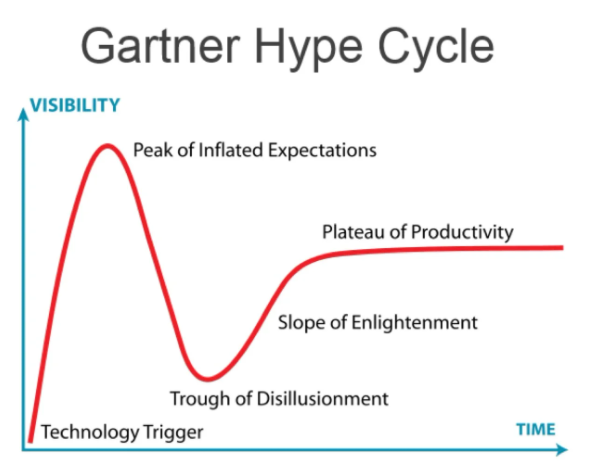 Gartner Hype Cycle
VISIBILITY
Peak of Inflated Expectations
Plateau of Productivity
Slope of Enlightenment
Trough of Disillusionment
Technology Trigger
TIME